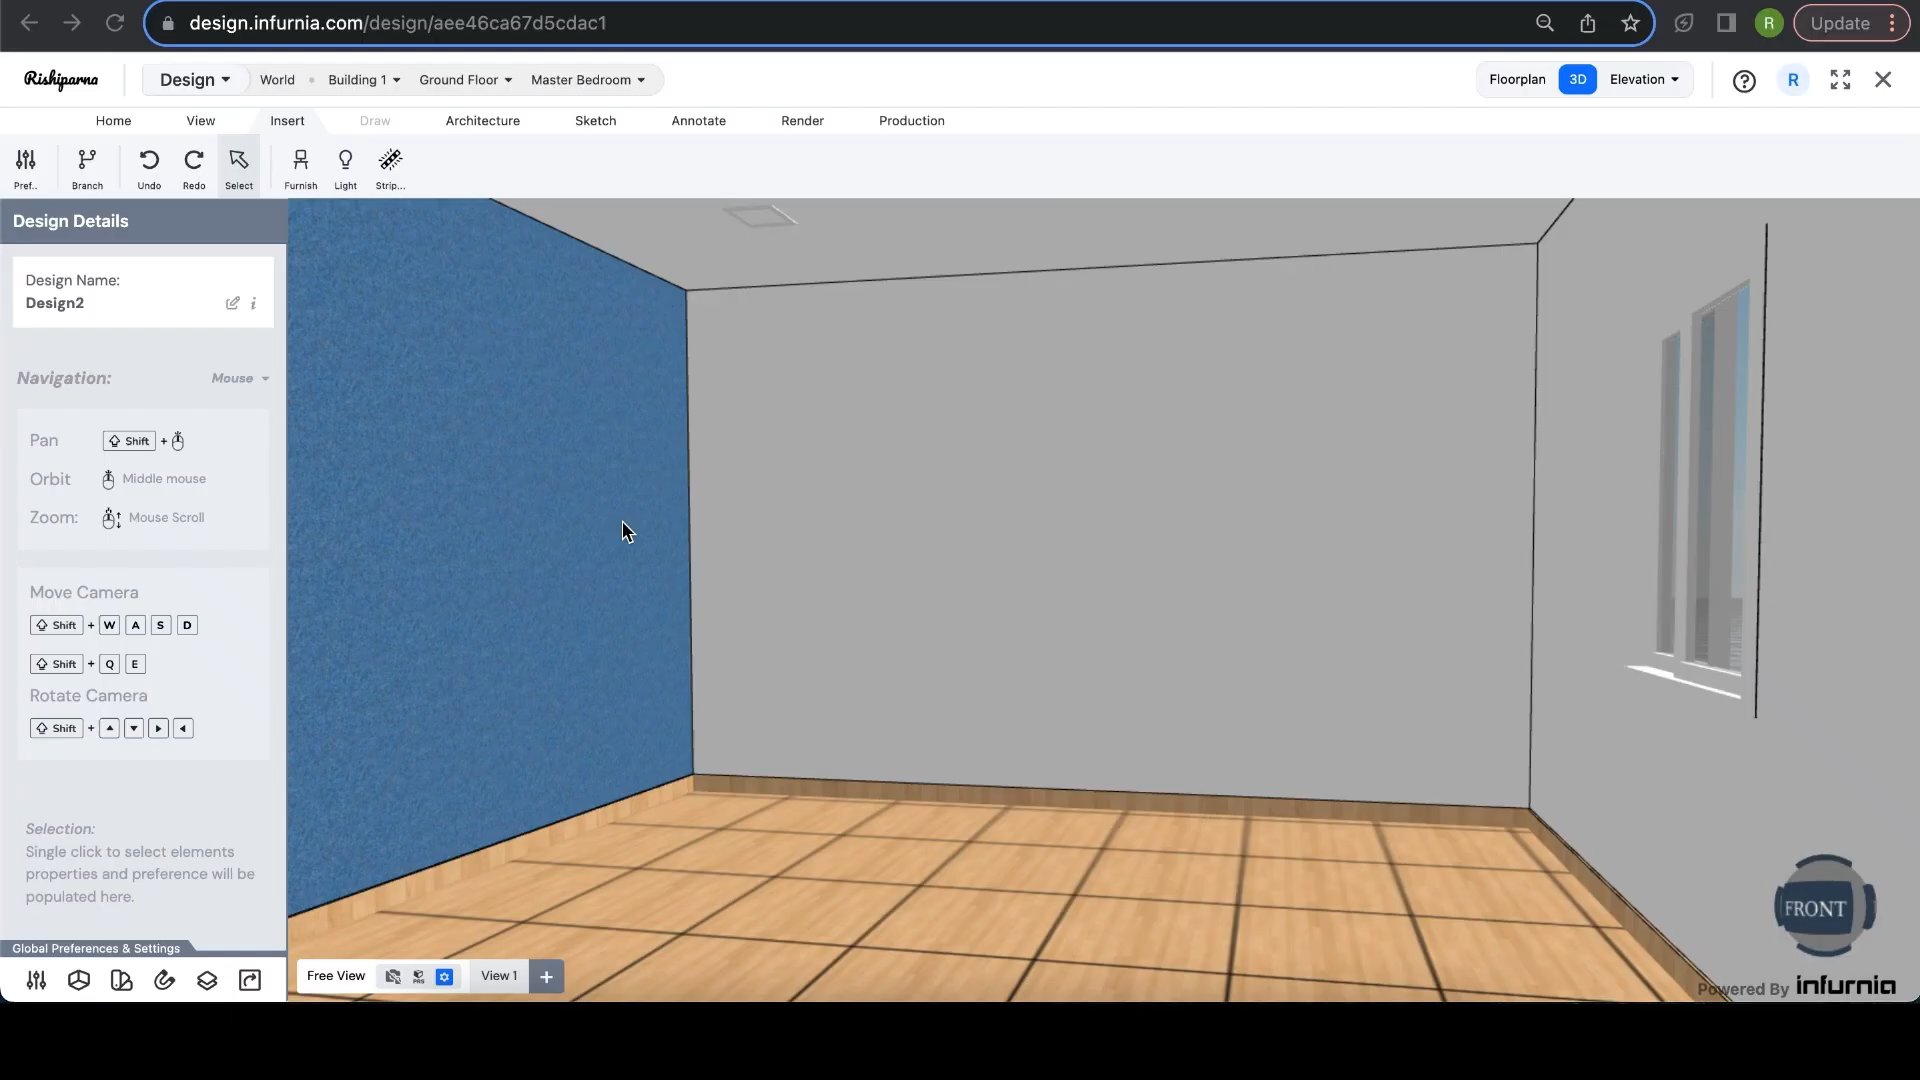 design.infurnia.com/design/aee46ca67d5cdac1
R
Update
Rishiparna
Design
World
Building 1
Ground Floor
Master Bedroom
Floorplan
3D
Elevation
R
Home
View
Insert
Draw
Architecture
Sketch
Annotate
Render
Production
Pref..
Branch
Undo
Redo
Select
Furnish
Light
Strip...
Design Details
Design Name:
Design2
Navigation:
Mouse
Pan
Shift +
Orbit
Middle mouse
Zoom:
Mouse Scroll
Move Camera
Shift + W A S D
Shift + Q E
Rotate Camera
Shift +
Selection:
Single click to select elements
properties and preference will be
populated here.
Global Preferences & Settings
Free View
View 1
+
FRONT
Powered By infurnia